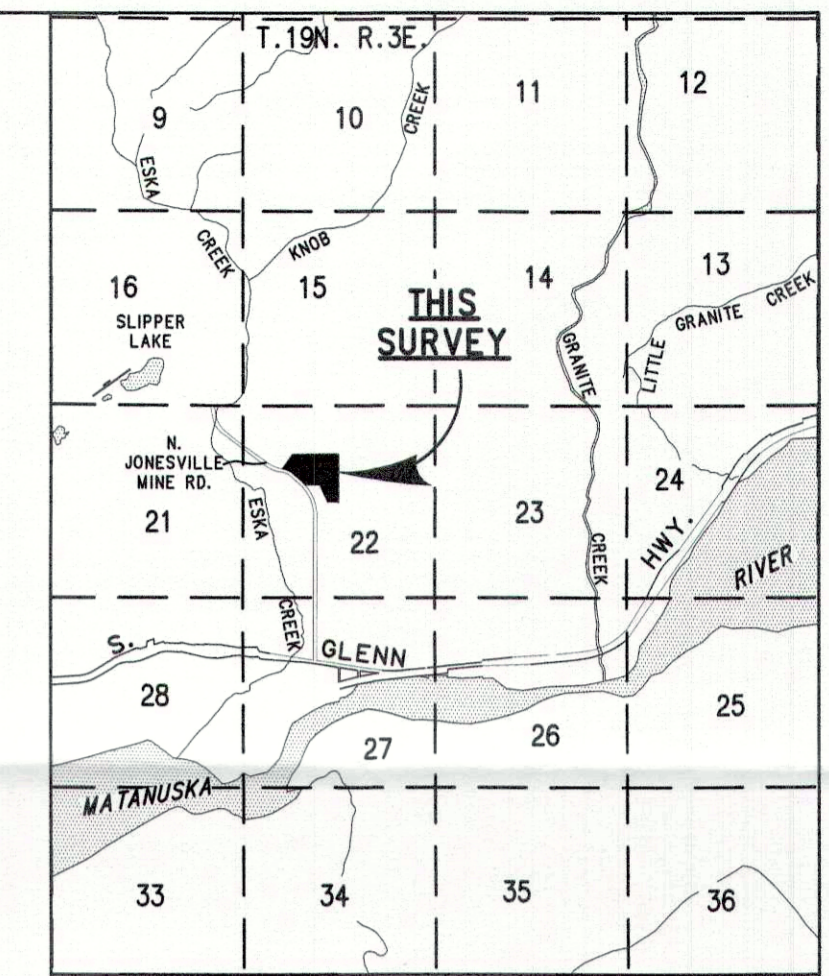 T.19N. R.3E.
9
10
11
12
CREEK
ESKA
CREEK
KNOB
16
15
14
13
SLIPPER
LAKE
THIS
SURVEY
GRANITE
CREEK
LITTLE
GRANITE
N.
JONESVILLE
MINE RD.
21
22
23
24
ESKA
CREEK
CREEK
HWY.
RIVER
S. GLENN
28
27
26
25
MATANUSKA
33
34
35
36